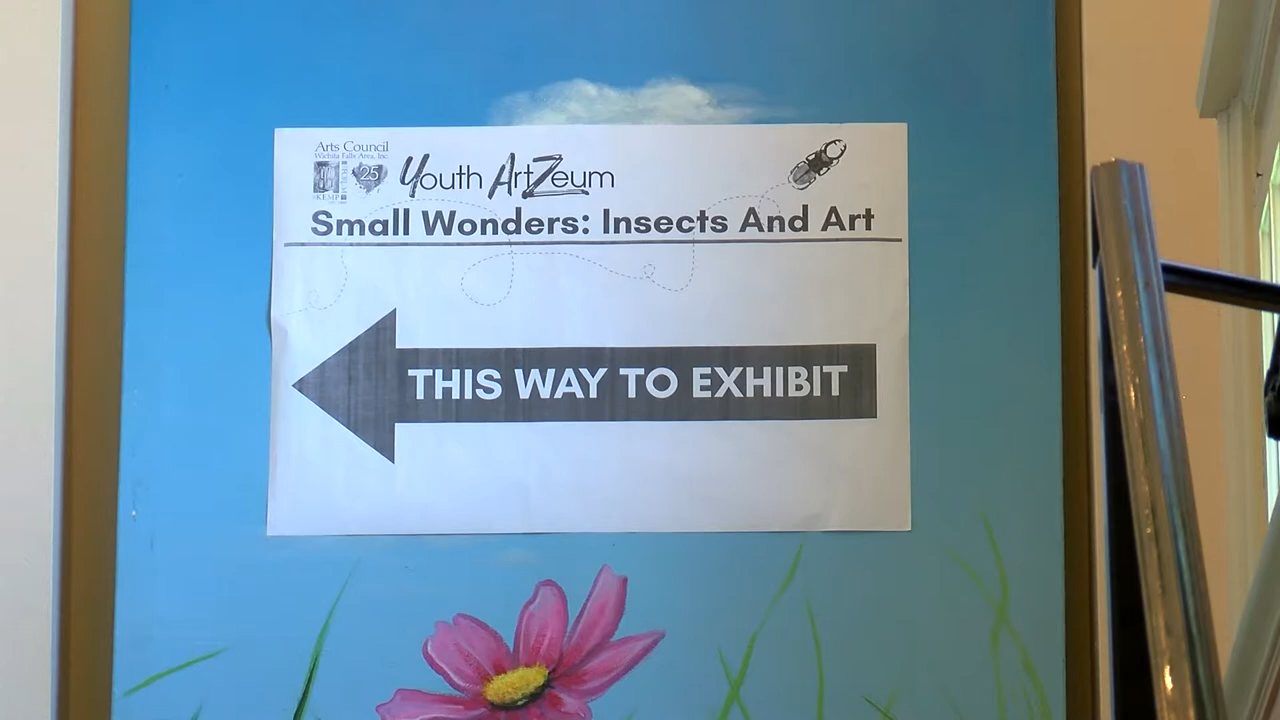 Arts Council
Wichita Falls Area, Inc.
25
KEMP
Youth ArtZeum
Small Wonders: Insects And Art
THIS WAY TO EXHIBIT